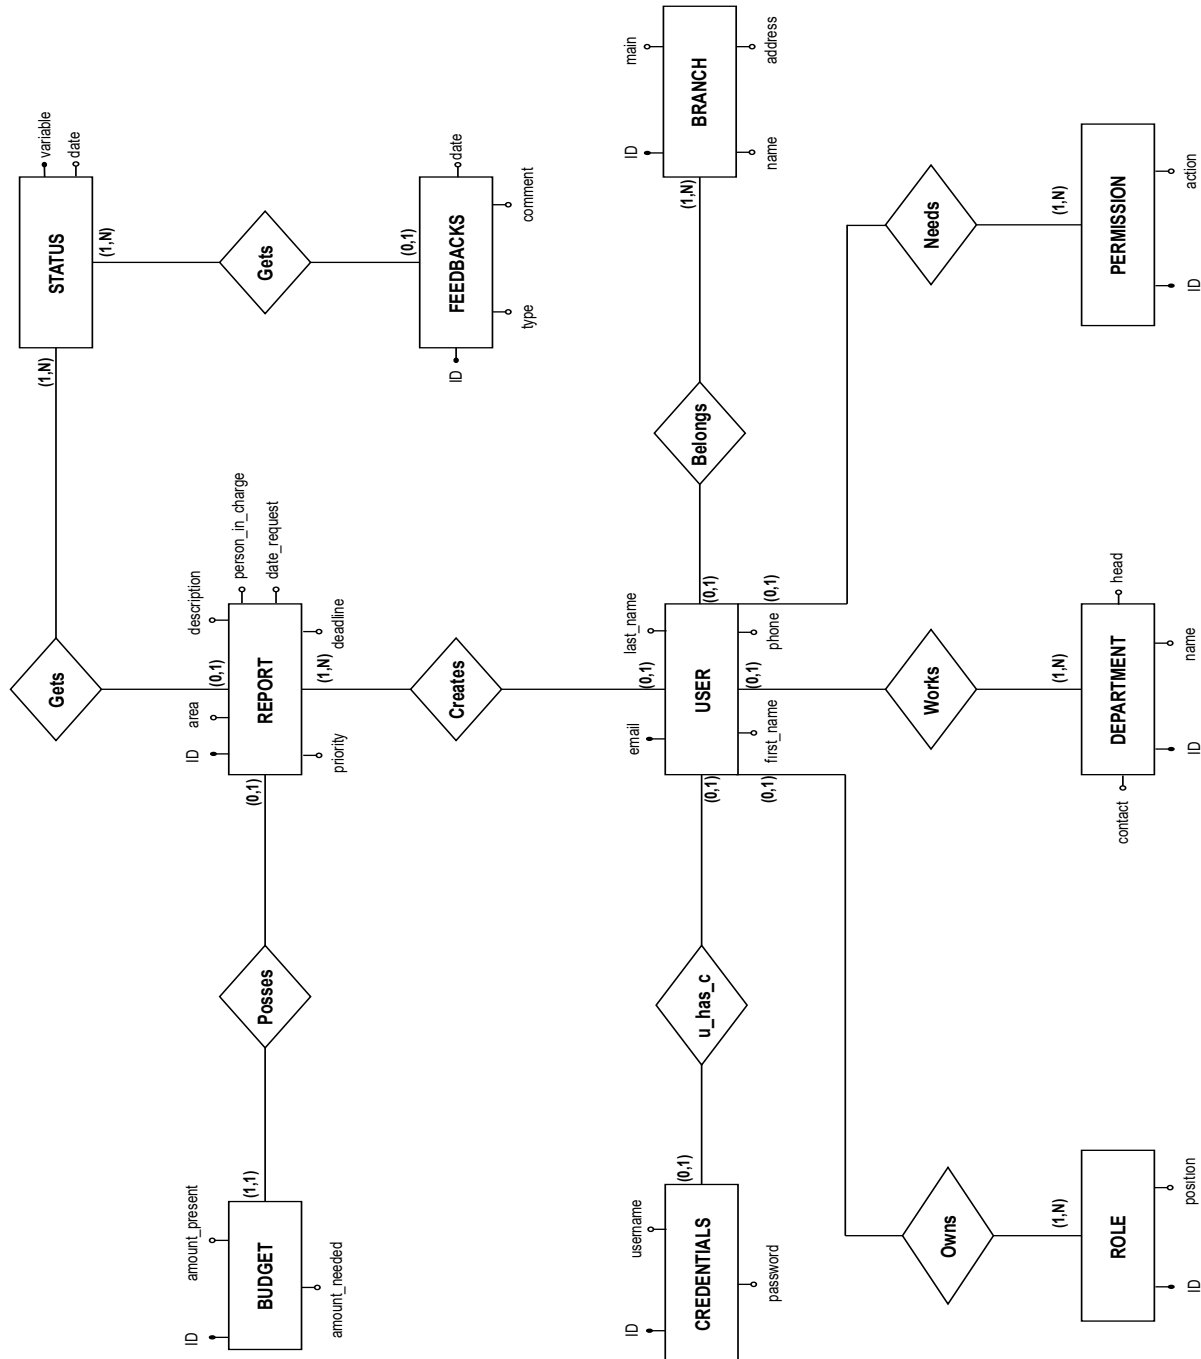 BUDGET
ID
amount_present
amount_needed
(1,1)
Posses
(0,1)
REPORT
ID
area
description
person_in_charge
date_request
deadline
priority
(0,1)
(1,N)
Gets
(1,N)
STATUS
variable
date
(1,N)
Gets
(0,1)
FEEDBACKS
ID
type
comment
date
Creates
(0,1)
CREDENTIALS
ID
username
password
(0,1)
u_has_c
(0,1)
USER
email
last_name
first_name
phone
(0,1)
(0,1)
(0,1)
(0,1)
Belongs
(1,N)
BRANCH
ID
main
name
address
Owns
(1,N)
ROLE
ID
position
Works
(1,N)
DEPARTMENT
contact
head
ID
name
Needs
(1,N)
PERMISSION
ID
action